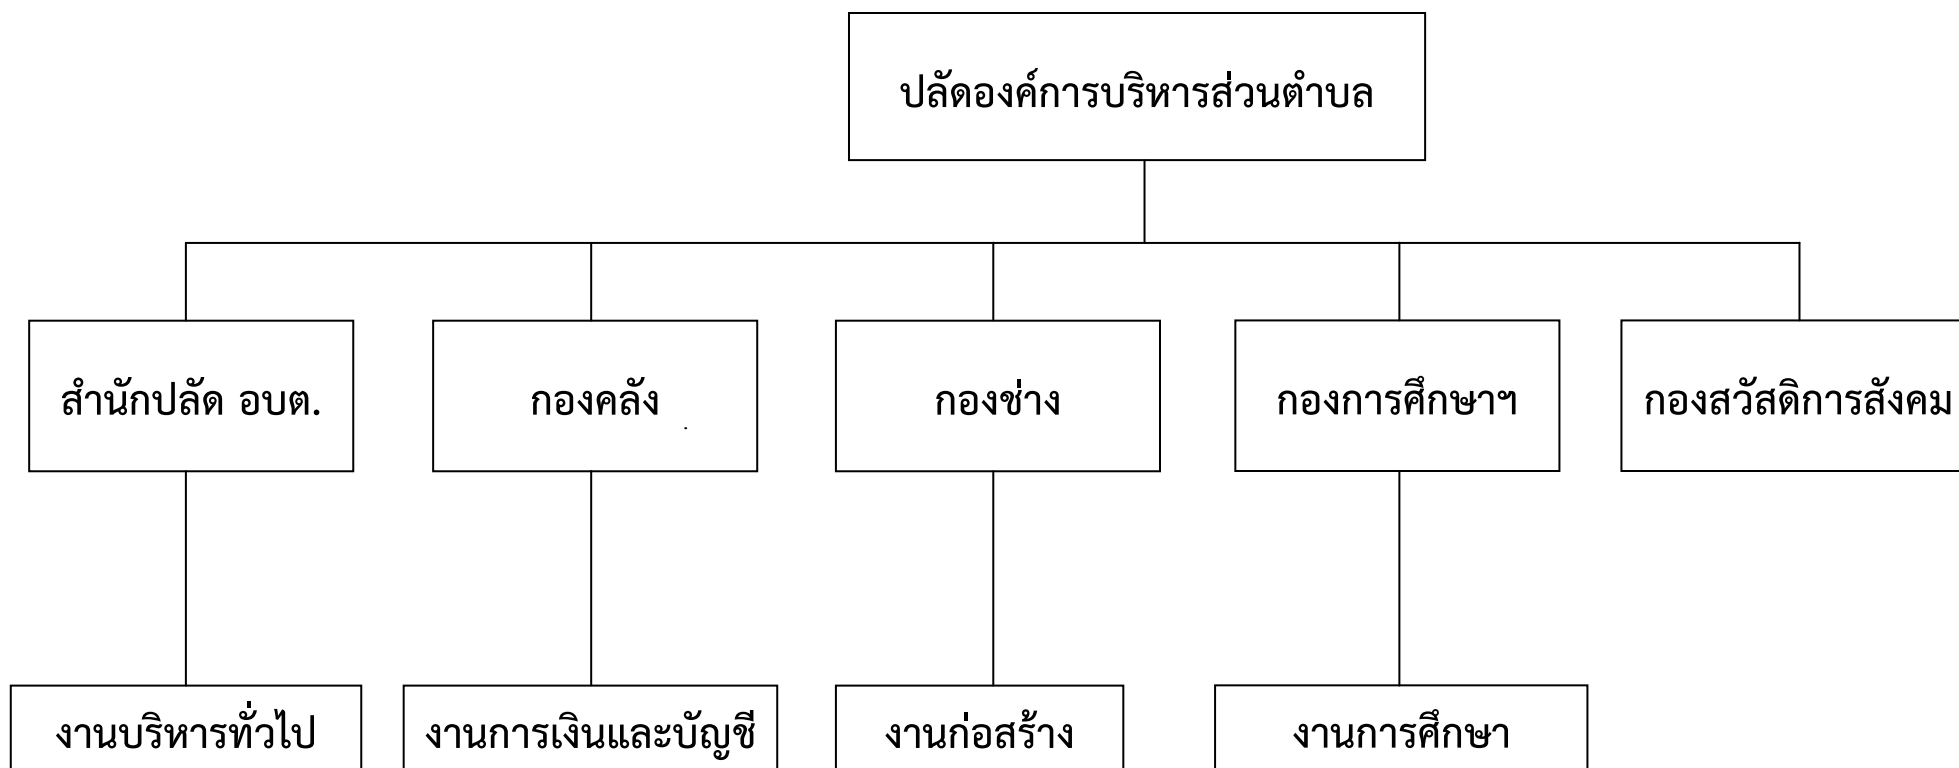 ปลัดองค์การบริหารส่วนตำบล
สำนักปลัด อบต.
กองคลัง
กองช่าง
กองการศึกษาฯ
กองสวัสดิการสังคม
งานบริหารทั่วไป
งานการเงินและบัญชี
งานก่อสร้าง
งานการศึกษา